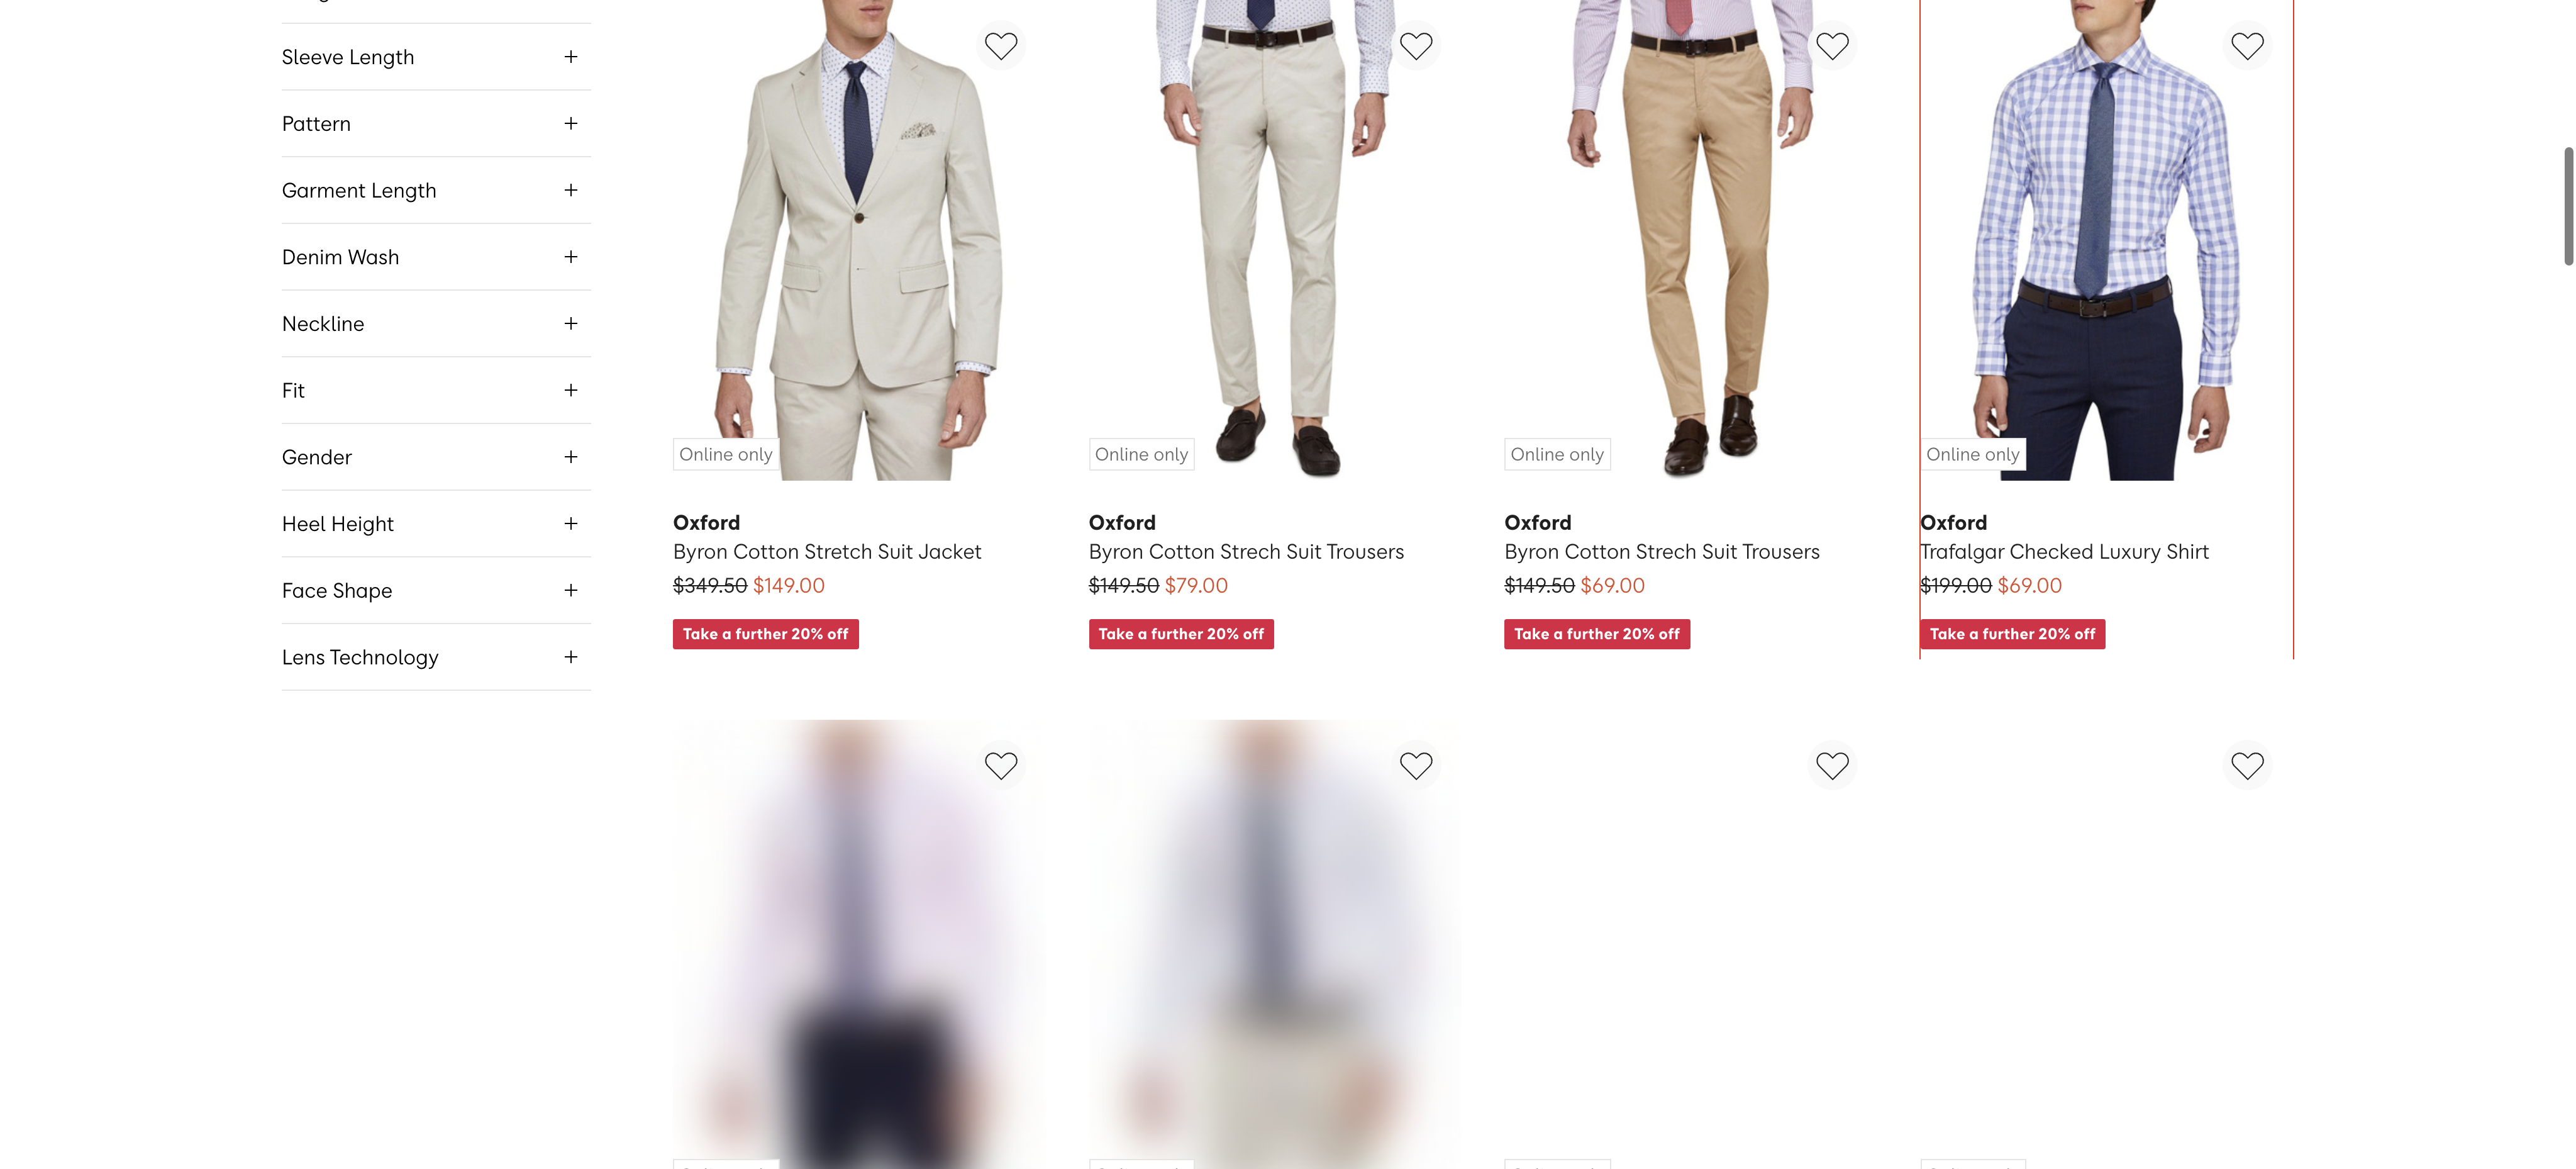 Sleeve Length
Pattern
Garment Length
Denim Wash
Neckline
Fit
Gender
Heel Height
Face Shape
Lens Technology
Online only
Oxford
Byron Cotton Stretch Suit Jacket
$349.50 $149.00
Take a further 20% off
Online only
Oxford
Byron Cotton Strech Suit Trousers
$149.50 $79.00
Take a further 20% off
Online only
Oxford
Byron Cotton Strech Suit Trousers
$149.50 $69.00
Take a further 20% off
Online only
Oxford
Trafalgar Checked Luxury Shirt
$199.00 $69.00
Take a further 20% off